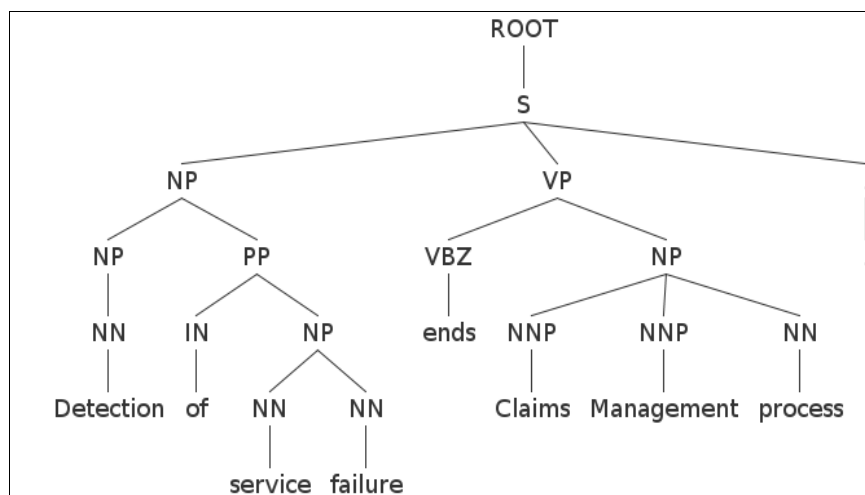 ROOT
S
NP VP
NP PP VBZ NP
NN IN NP ends NNP NNP NN
Detection of NN NN Claims Management process
service failure